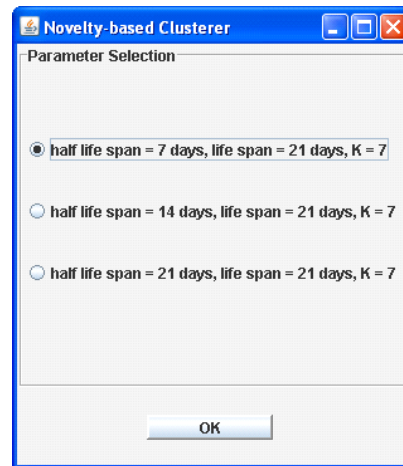 Novelty-based Clusterer
Parameter Selection
half life span = 7 days, life span = 21 days, K = 7
half life span = 14 days, life span = 21 days, K = 7
half life span = 21 days, life span = 21 days, K = 7
OK